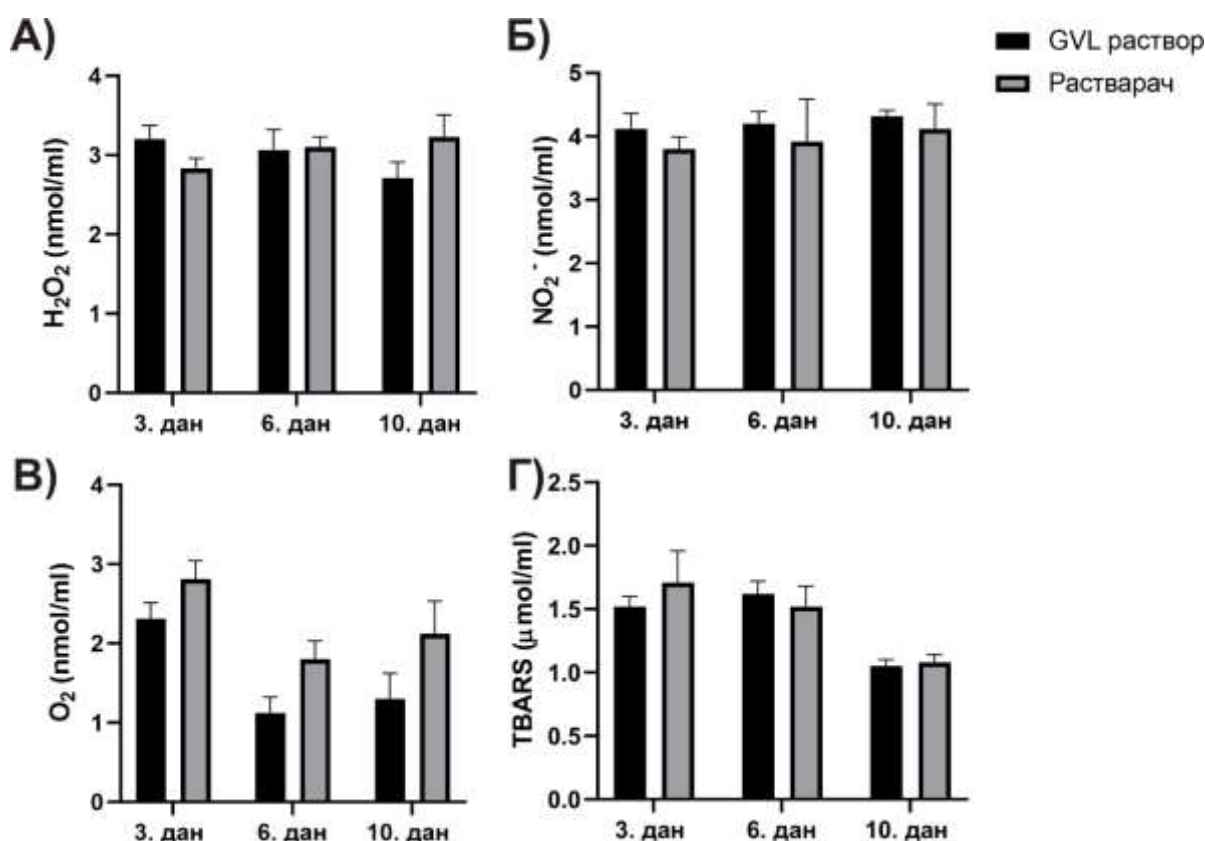 А)
4
3
2
1
0
H₂O₂ (nmol/ml)
3. дан 6. дан 10. дан
Б)
5
4
3
2
1
0
NO₂⁻ (nmol/ml)
3. дан 6. дан 10. дан
GVL раствор
Растварач
В)
4
3
2
1
0
O₂ (nmol/ml)
3. дан 6. дан 10. дан
Г)
2.5
2.0
1.5
1.0
0.5
0.0
TBARS (μmol/ml)
3. дан 6. дан 10. дан